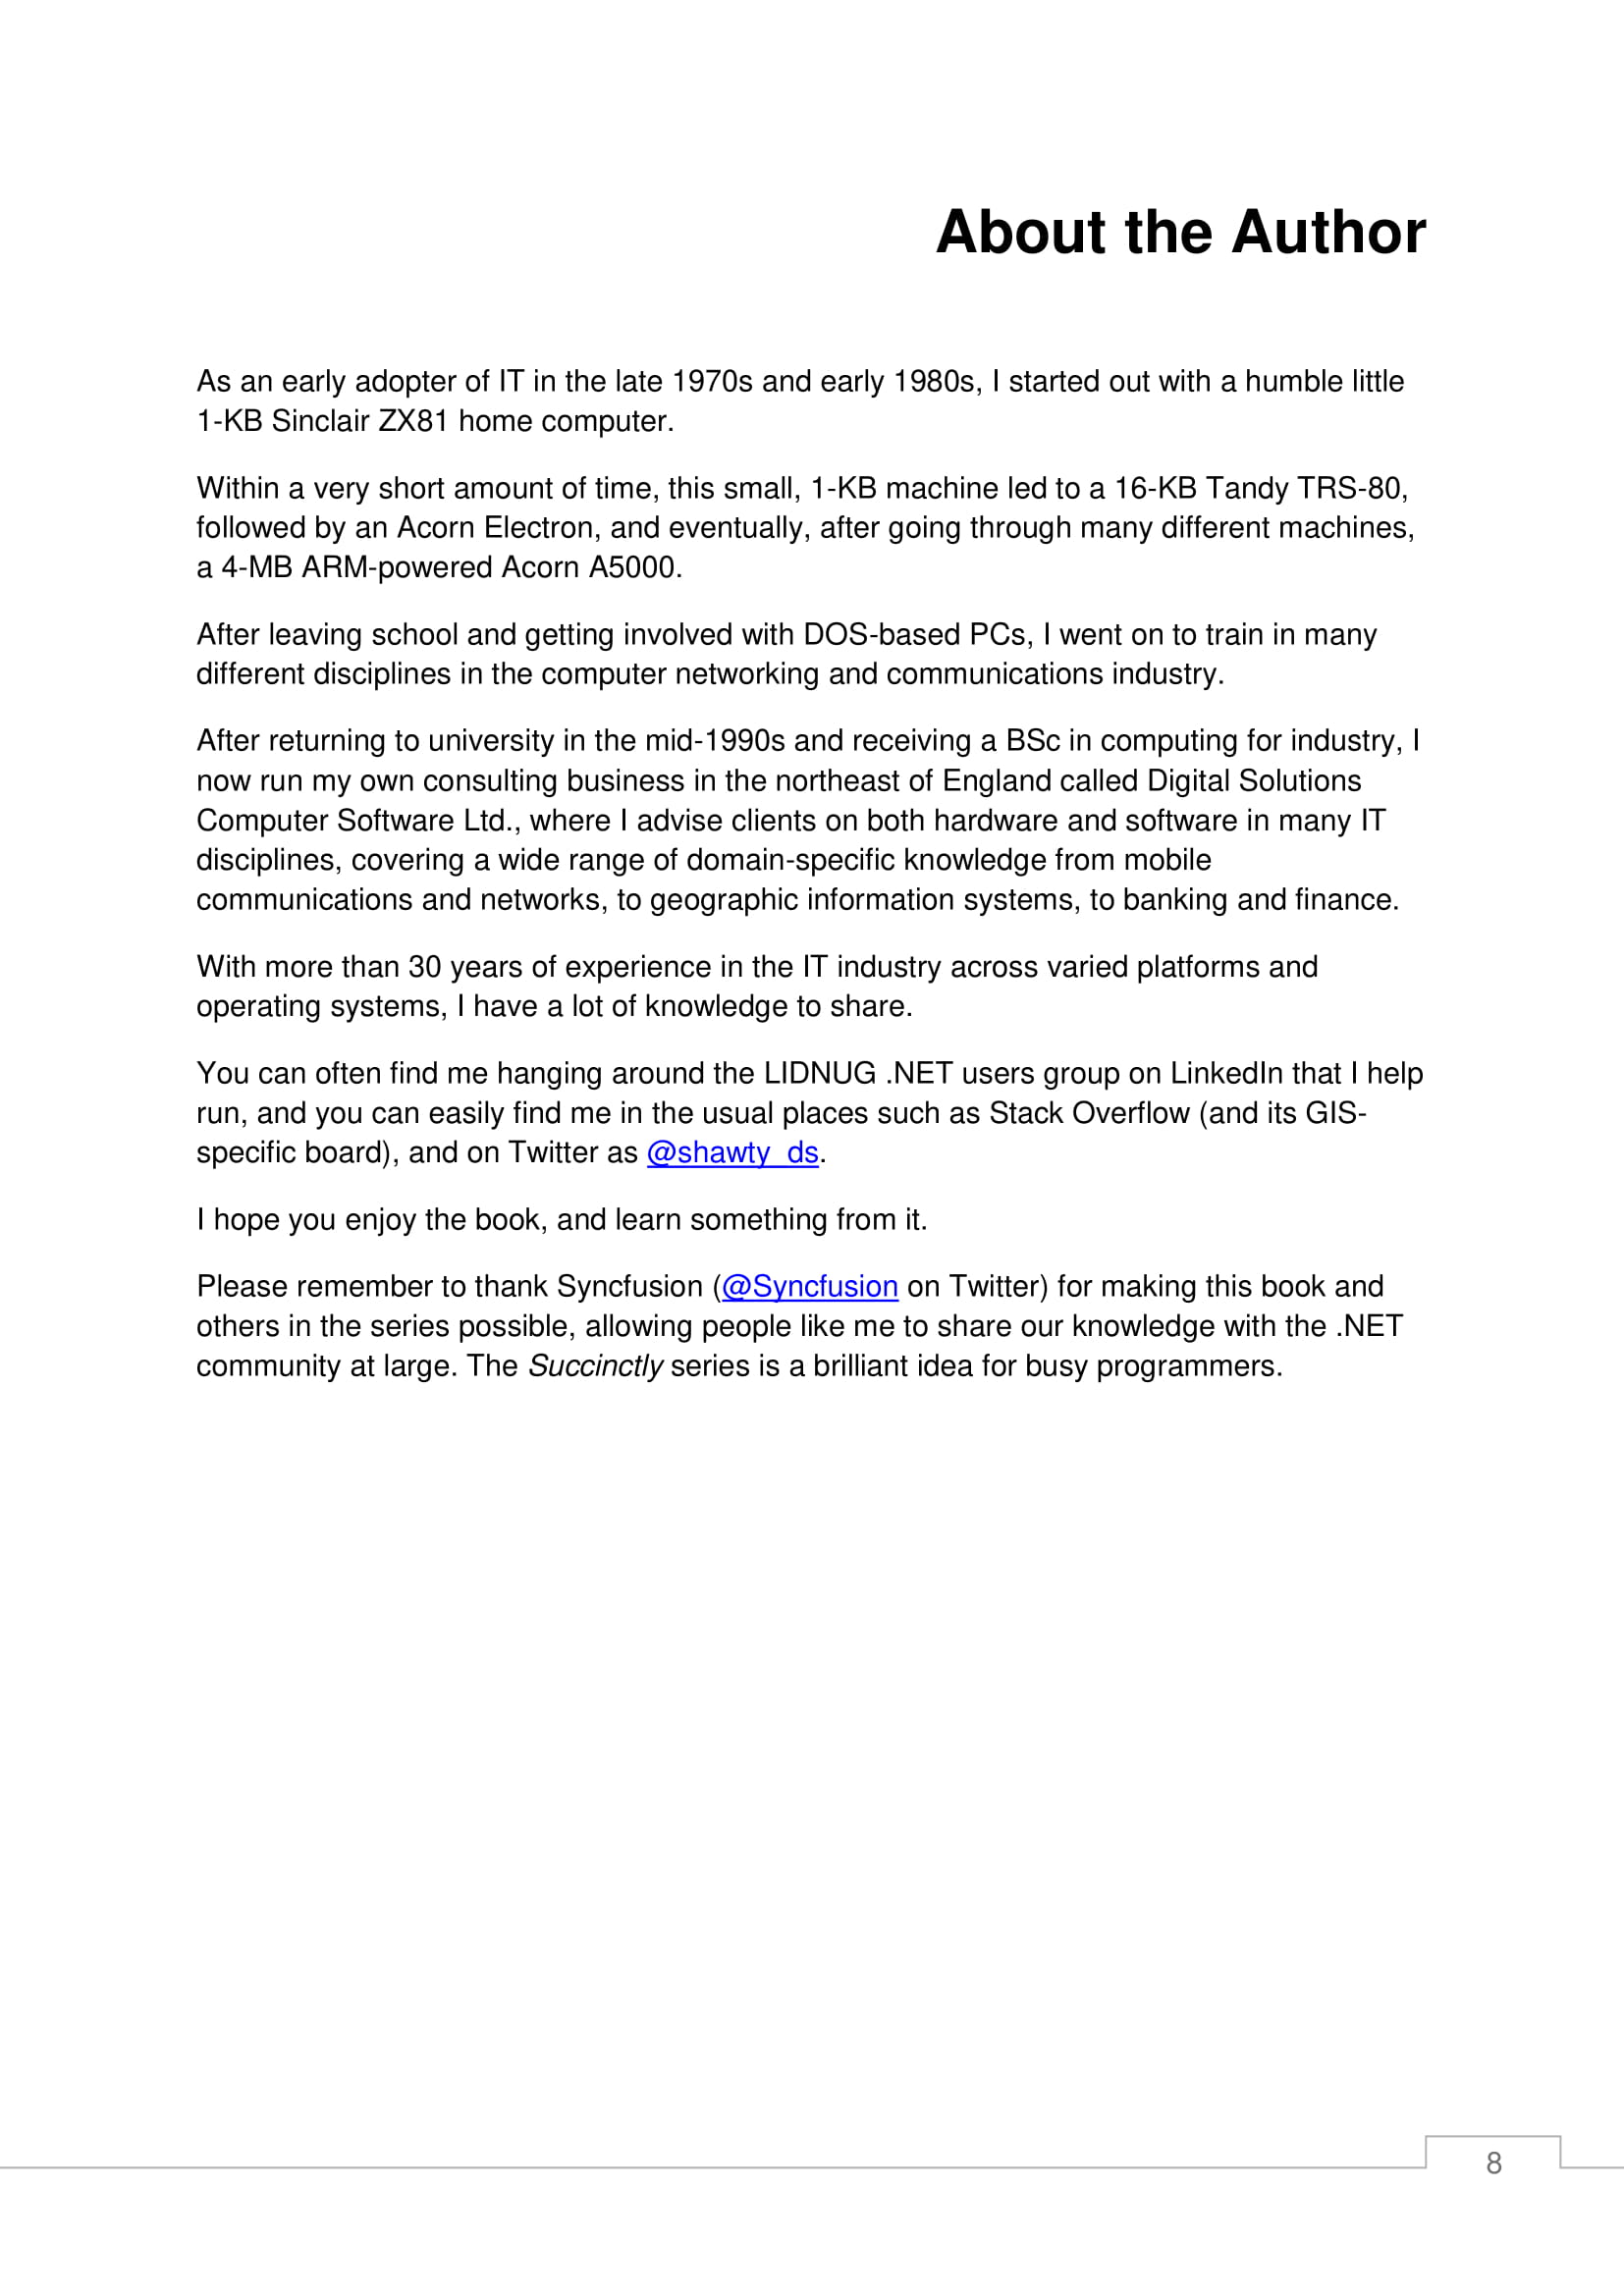 About the Author
As an early adopter of IT in the late 1970s and early 1980s, I started out with a humble little
1-KB Sinclair ZX81 home computer.
Within a very short amount of time, this small, 1-KB machine led to a 16-KB Tandy TRS-80,
followed by an Acorn Electron, and eventually, after going through many different machines,
a 4-MB ARM-powered Acorn A5000.
After leaving school and getting involved with DOS-based PCs, I went on to train in many
different disciplines in the computer networking and communications industry.
After returning to university in the mid-1990s and receiving a BSc in computing for industry, I
now run my own consulting business in the northeast of England called Digital Solutions
Computer Software Ltd., where I advise clients on both hardware and software in many IT
disciplines, covering a wide range of domain-specific knowledge from mobile
communications and networks, to geographic information systems, to banking and finance.
With more than 30 years of experience in the IT industry across varied platforms and
operating systems, I have a lot of knowledge to share.
You can often find me hanging around the LIDNUG .NET users group on LinkedIn that I help
run, and you can easily find me in the usual places such as Stack Overflow (and its GIS-
specific board), and on Twitter as @shawty_ds.
I hope you enjoy the book, and learn something from it.
Please remember to thank Syncfusion (@Syncfusion on Twitter) for making this book and
others in the series possible, allowing people like me to share our knowledge with the .NET
community at large. The Succinctly series is a brilliant idea for busy programmers.
8